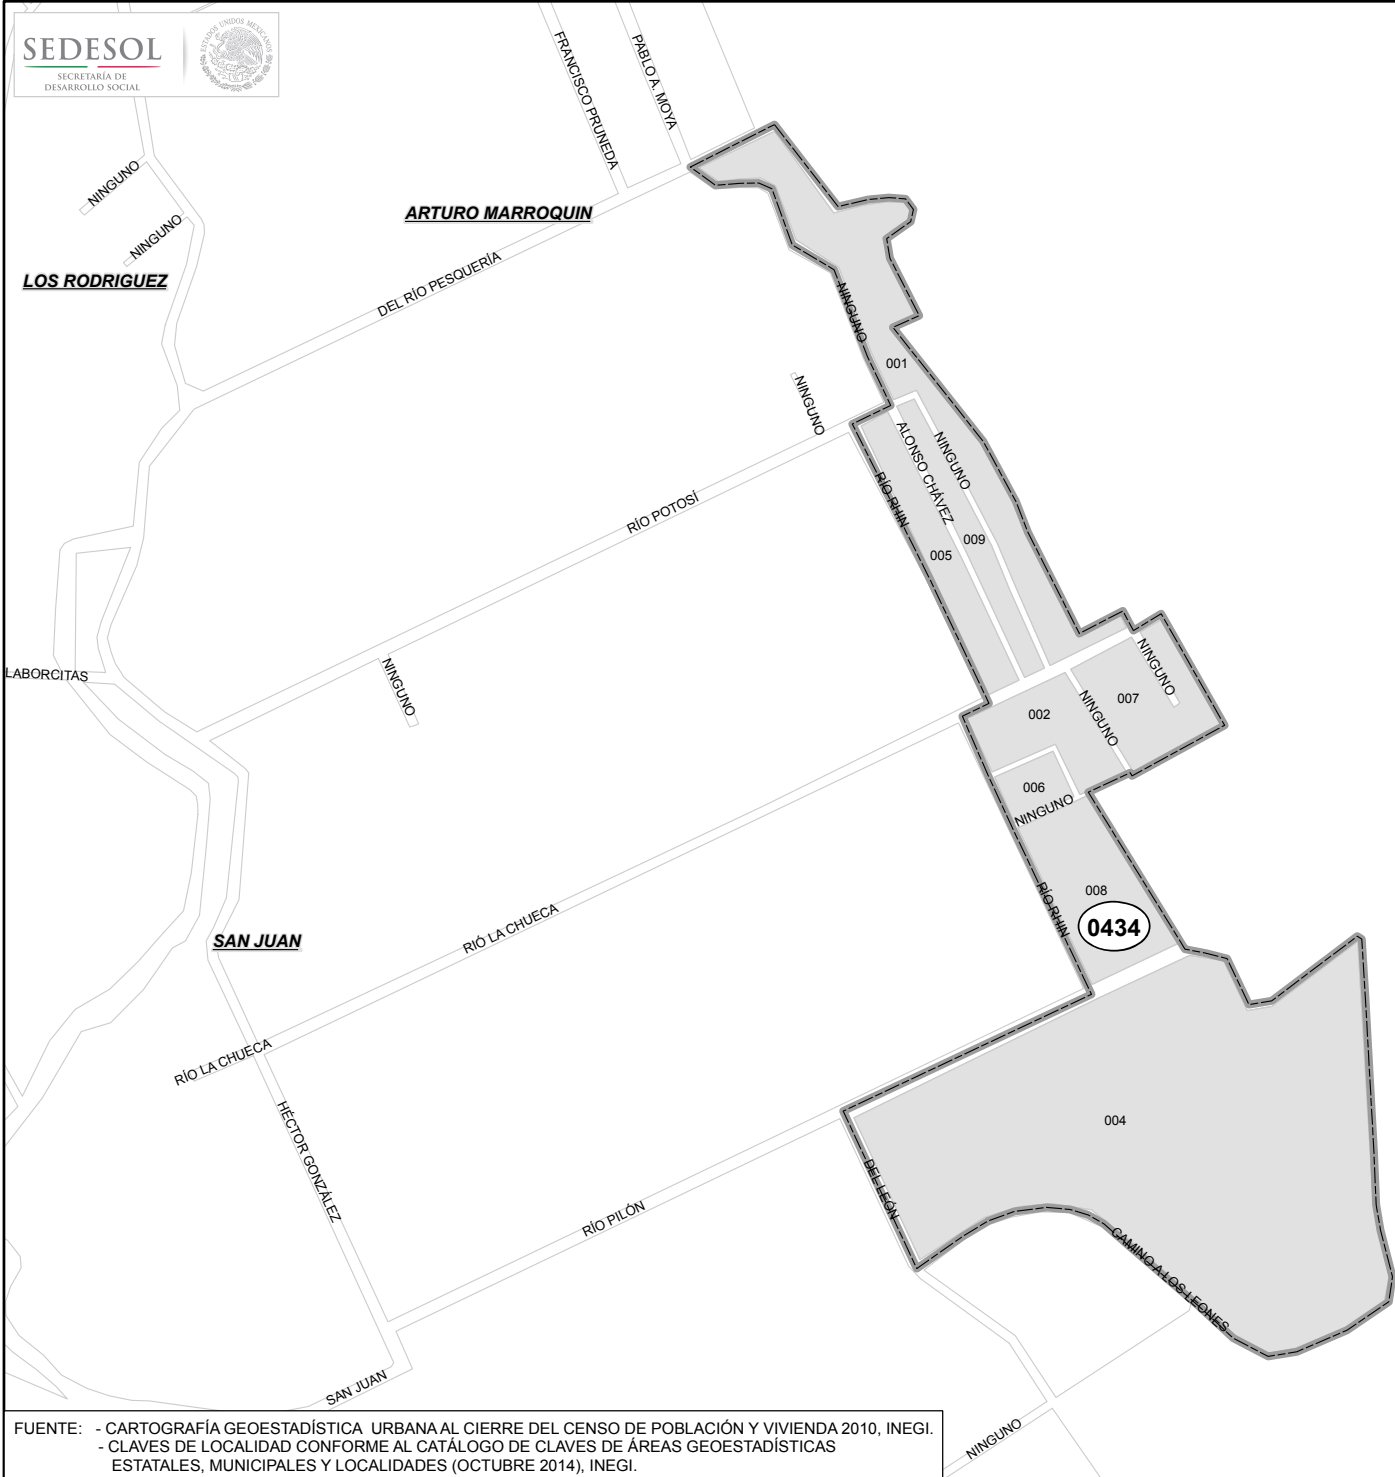 SEDESOL
SECRETARÍA DE
DESARROLLO SOCIAL
ESTADOS UNIDOS MEXICANOS
FRANCISCO PRUNEDA
PABLO A. MOYA
NINGUNO
NINGUNO
ARTURO MARROQUIN
LOS RODRIGUEZ
DEL RÍO PESQUERÍA
NINGUNO
001
NINGUNO
ALONSO CHÁVEZ
NINGUNO
RÍO RHIN
RÍO POTOSÍ
009
005
LABORCITAS
NINGUNO
NINGUNO
007
002
NINGUNO
006
NINGUNO
008
RÍO RHIN
0434
RIÓ LA CHUECA
SAN JUAN
RÍO LA CHUECA
HÉCTOR GONZÁLEZ
004
DEL LEÓN
RÍO PILÓN
CAMINO A LOS LEONES
SAN JUAN
NINGUNO
FUENTE: - CARTOGRAFÍA GEOESTADÍSTICA URBANA AL CIERRE DEL CENSO DE POBLACIÓN Y VIVIENDA 2010, INEGI.
- CLAVES DE LOCALIDAD CONFORME AL CATÁLOGO DE CLAVES DE ÁREAS GEOESTADÍSTICAS
ESTATALES, MUNICIPALES Y LOCALIDADES (OCTUBRE 2014), INEGI.